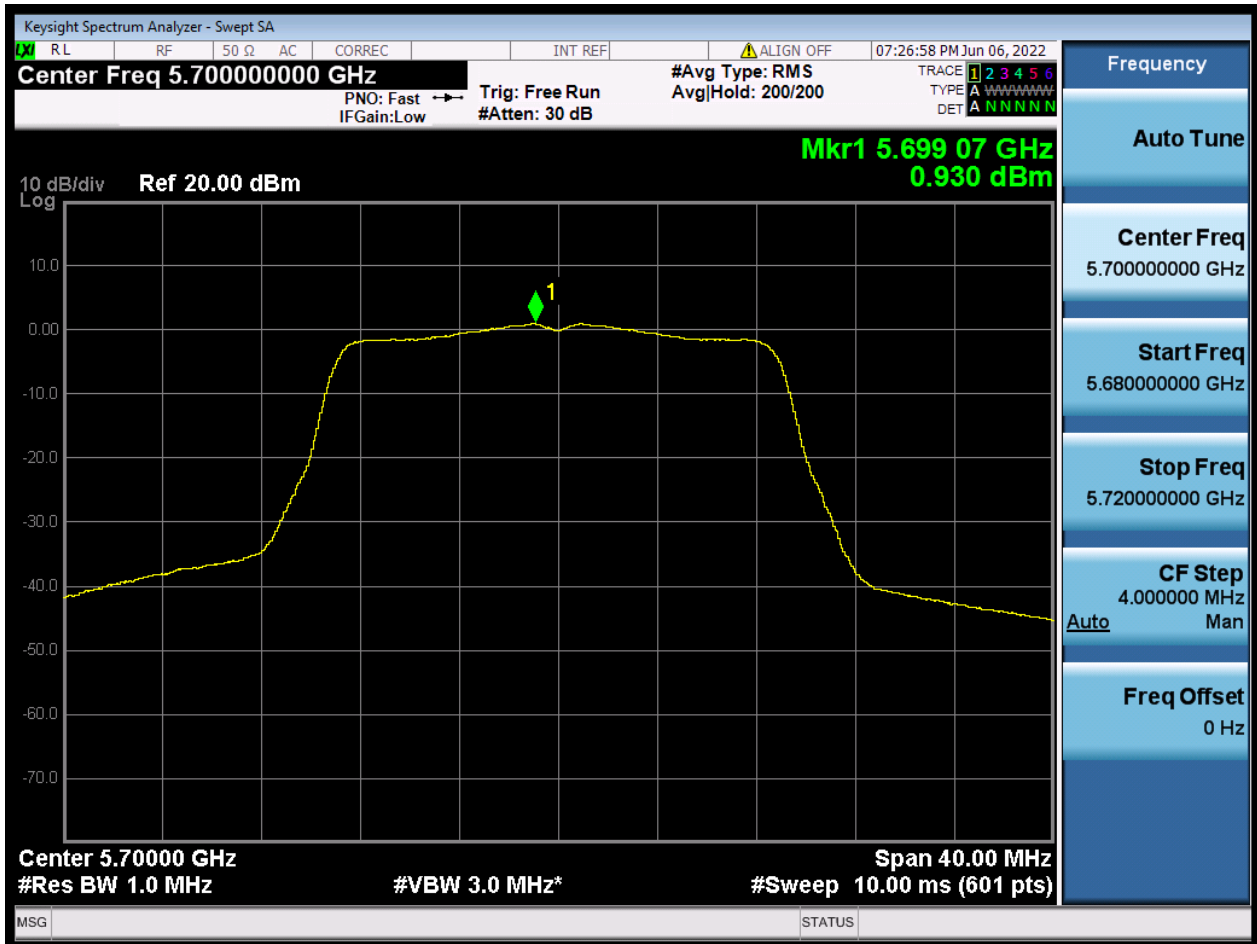 Keysight Spectrum Analyzer - Swept SA
LXI RL RF 50 Ω AC CORREC INT REF ALIGN OFF 07:26:58 PM Jun 06, 2022
Center Freq 5.700000000 GHz
PNO: Fast
IFGain:Low
Trig: Free Run
#Atten: 30 dB
#Avg Type: RMS
Avg|Hold: 200/200
TRACE 1 2 3 4 5 6
TYPE A WWWWW
DET A N N N N N
Mkr1 5.699 07 GHz
0.930 dBm
10 dB/div Ref 20.00 dBm
Log
10.0
0.00
-10.0
-20.0
-30.0
-40.0
-50.0
-60.0
-70.0
1
Center 5.70000 GHz Span 40.00 MHz
#Res BW 1.0 MHz #VBW 3.0 MHz* #Sweep 10.00 ms (601 pts)
MSG STATUS
Frequency
Auto Tune
Center Freq
5.700000000 GHz
Start Freq
5.680000000 GHz
Stop Freq
5.720000000 GHz
CF Step
4.000000 MHz
Auto Man
Freq Offset
0 Hz